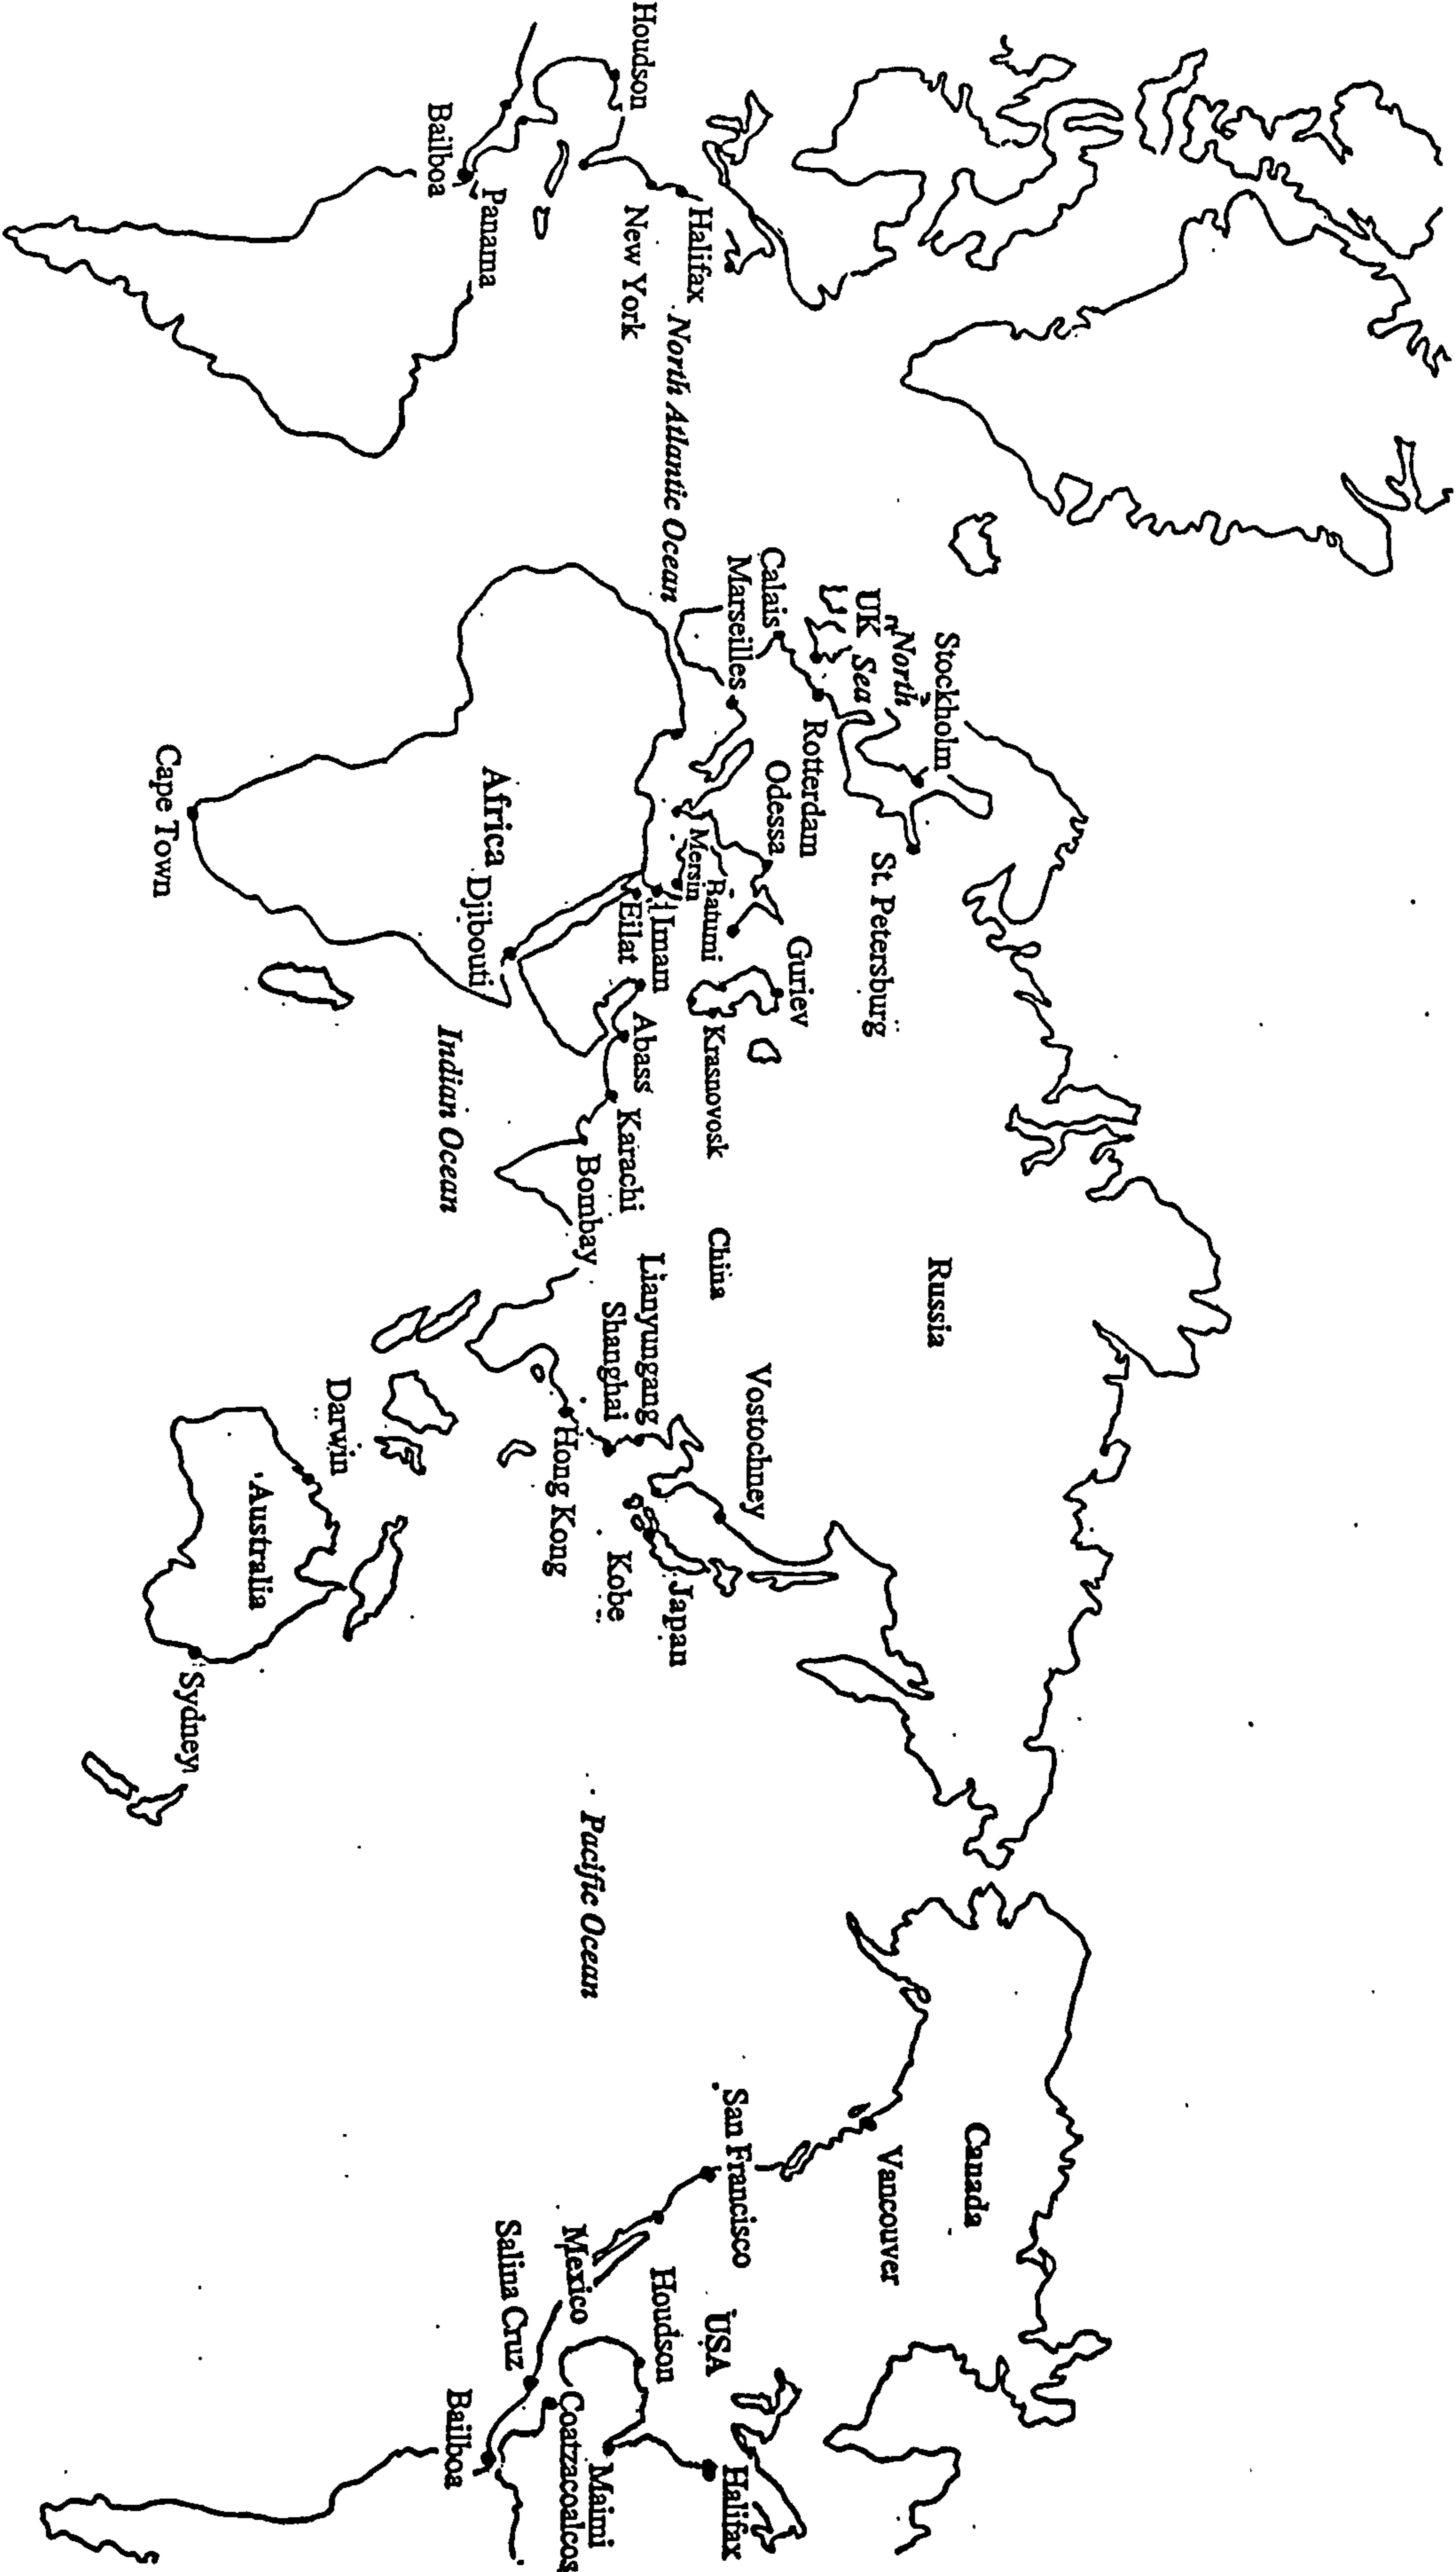 Houdson
Bailboa
Panama
Halifax
New York
North Atlantic Ocean
Calais
Marseilles
UK
North
Sea
Stockholm
Rotterdam
Odessa
St. Petersburg
Mersin
Batumi
Guriev
Imam
Eilat
Krasnovosk
Africa
Djibouti
Cape Town
Abass
Karachi
Bombay
Indian Ocean
Russia
China
Lianyungang
Shanghai
Vostochney
Hong Kong
Kobe
Japan
Darwin
Australia
Sydney
Pacific Ocean
Canada
Vancouver
San Francisco
USA
Houdson
Mexico
Salina Cruz
Coatzacoalcos
Maimi
Halifax
Bailboa